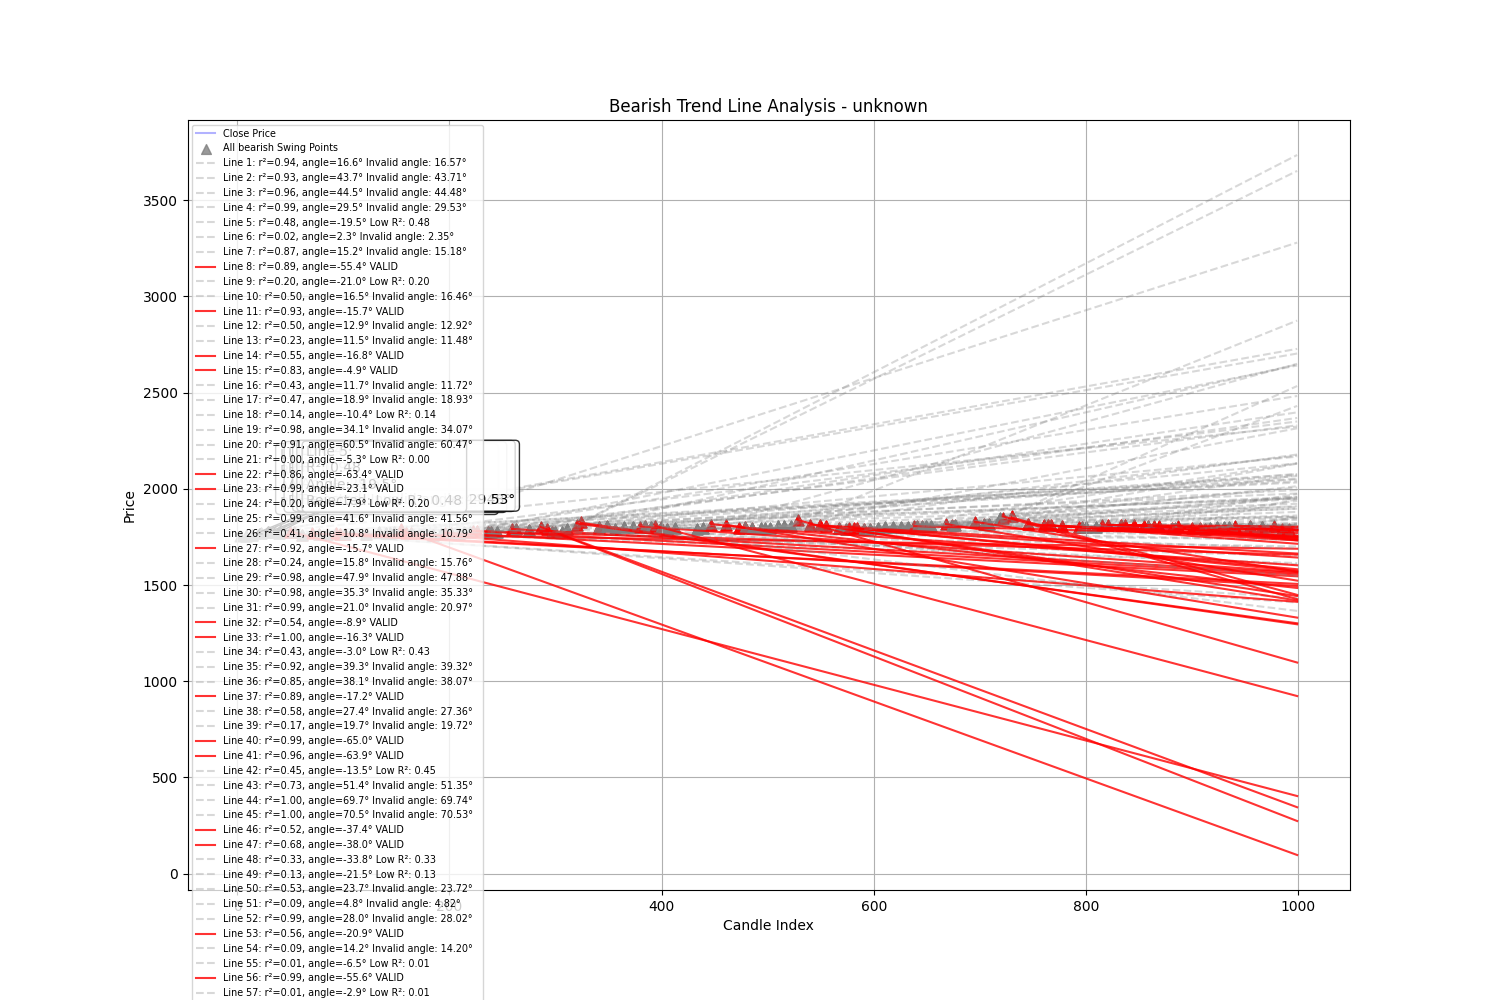 Bearish Trend Line Analysis - unknown
Close Price
All bearish Swing Points
Line 1: r²=0.94, angle=16.6° Invalid angle: 16.57°
Line 2: r²=0.93, angle=43.7° Invalid angle: 43.71°
Line 3: r²=0.96, angle=44.5° Invalid angle: 44.48°
Line 4: r²=0.99, angle=29.5° Invalid angle: 29.53°
Line 5: r²=0.48, angle=-19.5° Low R²: 0.48
Line 6: r²=0.02, angle=2.3° Invalid angle: 2.35°
Line 7: r²=0.87, angle=15.2° Invalid angle: 15.18°
Line 8: r²=0.89, angle=-55.4° VALID
Line 9: r²=0.20, angle=-21.0° Low R²: 0.20
Line 10: r²=0.50, angle=16.5° Invalid angle: 16.46°
Line 11: r²=0.93, angle=-15.7° VALID
Line 12: r²=0.50, angle=12.9° Invalid angle: 12.92°
Line 13: r²=0.23, angle=11.5° Invalid angle: 11.48°
Line 14: r²=0.55, angle=-16.8° VALID
Line 15: r²=0.83, angle=-4.9° VALID
Line 16: r²=0.43, angle=11.7° Invalid angle: 11.72°
Line 17: r²=0.47, angle=18.9° Invalid angle: 18.93°
Line 18: r²=0.14, angle=-10.4° Low R²: 0.14
Line 19: r²=0.98, angle=34.1° Invalid angle: 34.07°
Line 20: r²=0.91, angle=60.5° Invalid angle: 60.47°
Line 21: r²=0.00, angle=-5.3° Low R²: 0.00
Line 22: r²=0.86, angle=-63.4° VALID
Line 23: r²=0.99, angle=-23.1° VALID
Line 24: r²=0.20, angle=-7.9° Low R²: 0.20
Line 25: r²=0.99, angle=41.6° Invalid angle: 41.56°
Line 26: r²=0.41, angle=10.8° Invalid angle: 10.79°
Line 27: r²=0.92, angle=-15.7° VALID
Line 28: r²=0.24, angle=15.8° Invalid angle: 15.76°
Line 29: r²=0.98, angle=47.9° Invalid angle: 47.88°
Line 30: r²=0.98, angle=35.3° Invalid angle: 35.33°
Line 31: r²=0.99, angle=21.0° Invalid angle: 20.97°
Line 32: r²=0.54, angle=-8.9° VALID
Line 33: r²=1.00, angle=-16.3° VALID
Line 34: r²=0.43, angle=-3.0° Low R²: 0.43
Line 35: r²=0.92, angle=39.3° Invalid angle: 39.32°
Line 36: r²=0.85, angle=38.1° Invalid angle: 38.07°
Line 37: r²=0.89, angle=-17.2° VALID
Line 38: r²=0.58, angle=27.4° Invalid angle: 27.36°
Line 39: r²=0.17, angle=19.7° Invalid angle: 19.72°
Line 40: r²=0.99, angle=-65.0° VALID
Line 41: r²=0.96, angle=-63.9° VALID
Line 42: r²=0.45, angle=-13.5° Low R²: 0.45
Line 43: r²=0.73, angle=51.4° Invalid angle: 51.35°
Line 44: r²=1.00, angle=69.7° Invalid angle: 69.74°
Line 45: r²=1.00, angle=70.5° Invalid angle: 70.53°
Line 46: r²=0.52, angle=-37.4° VALID
Line 47: r²=0.68, angle=-38.0° VALID
Line 48: r²=0.33, angle=-33.8° Low R²: 0.33
Line 49: r²=0.13, angle=-21.5° Low R²: 0.13
Line 50: r²=0.53, angle=23.7° Invalid angle: 23.72°
Line 51: r²=0.09, angle=4.8° Invalid angle: 4.82°
Line 52: r²=0.99, angle=28.0° Invalid angle: 28.02°
Line 53: r²=0.56, angle=-20.9° VALID
Line 54: r²=0.09, angle=14.2° Invalid angle: 14.20°
Line 55: r²=0.01, angle=-6.5° Low R²: 0.01
Line 56: r²=0.99, angle=-55.6° VALID
Line 57: r²=0.01, angle=-2.9° Low R²: 0.01
3500
3000
2500
2000
1500
1000
500
0
Price
200
400
600
800
1000
Candle Index